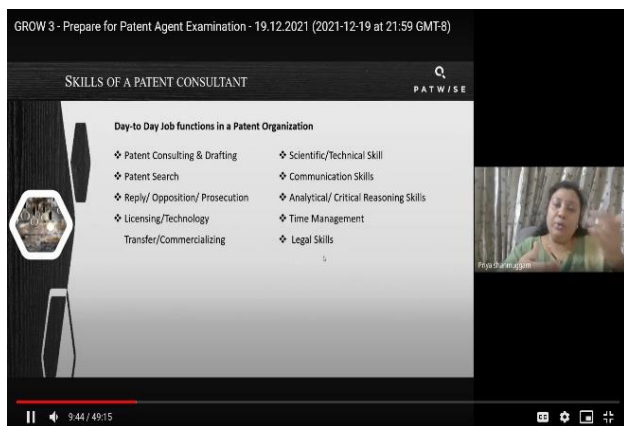 GROW 3 - Prepare for Patent Agent Examination - 19.12.2021 (2021-12-19 at 21:59 GMT-8)
SKILLS OF A PATENT CONSULTANT
PATWISE
Day-to Day Job functions in a Patent Organization
❖ Patent Consulting & Drafting
❖ Patent Search
❖ Reply/ Opposition/ Prosecution
❖ Licensing/Technology
Transfer/Commercializing
❖ Scientific/Technical Skill
❖ Communication Skills
❖ Analytical/ Critical Reasoning Skills
❖ Time Management
❖ Legal Skills
Priya shanmuggam
9:44 / 49:15
CC